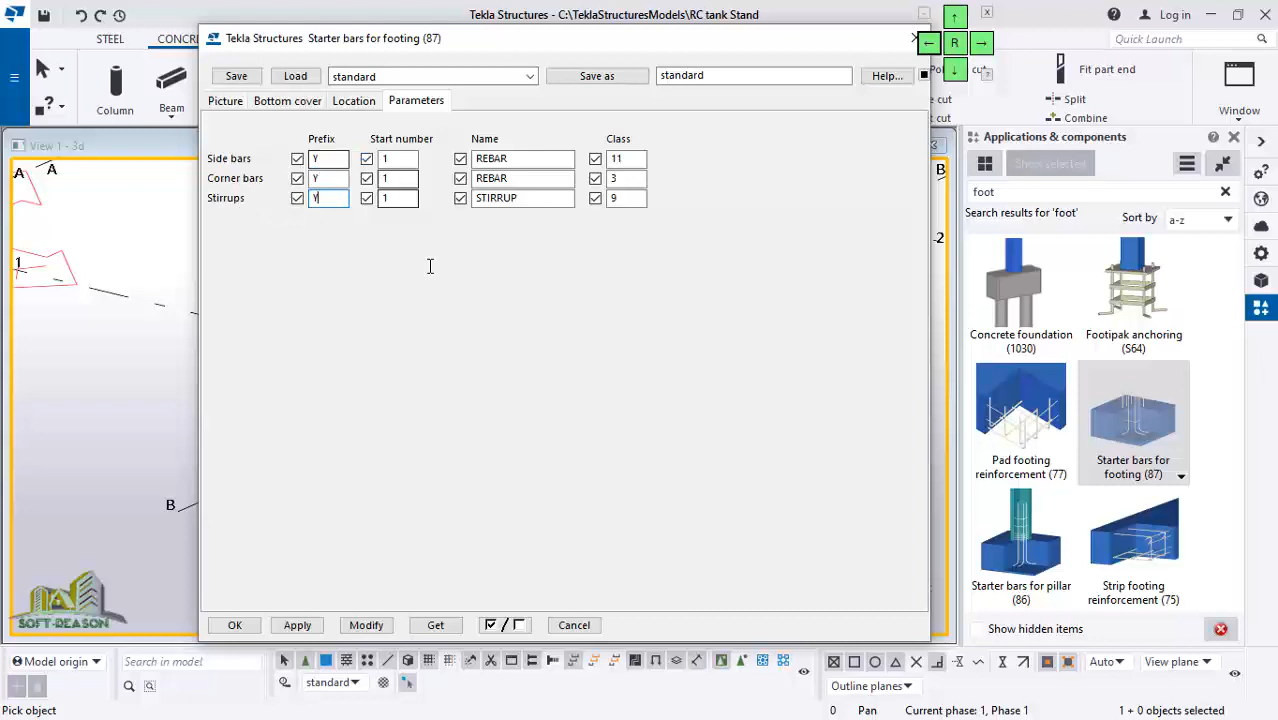 Tekla Structures - C:\TeklaStructuresModels\RC tank Stand
Log in
Quick Launch
STEEL
CONCR
Column
Beam
Fit part end
Split
Combine
cut
Window
View 1 - 3d
Tekla Structures Starter bars for footing (87)
Save
Load
standard
Save as
standard
Help...
Picture
Bottom cover
Location
Parameters
Prefix Start number Name Class
Side bars Y 1 REBAR 11
Corner bars Y 1 REBAR 3
Stirrups Y 1 STIRRUP 9
OK
Apply
Modify
Get
/
Cancel
R
A A
1
B
B
-2
Applications & components
Show selected
foot
Search results for 'foot'
Sort by
a-z
Concrete foundation (1030)
Footipak anchoring (S64)
Pad footing reinforcement (77)
Starter bars for footing (87)
Starter bars for pillar (86)
Strip footing reinforcement (75)
Show hidden items
SOFT-REASON
Model origin
Search in model
standard
Auto
View plane
Outline planes
Pick object
0
Pan
Current phase: 1, Phase 1
1 + 0 objects selected